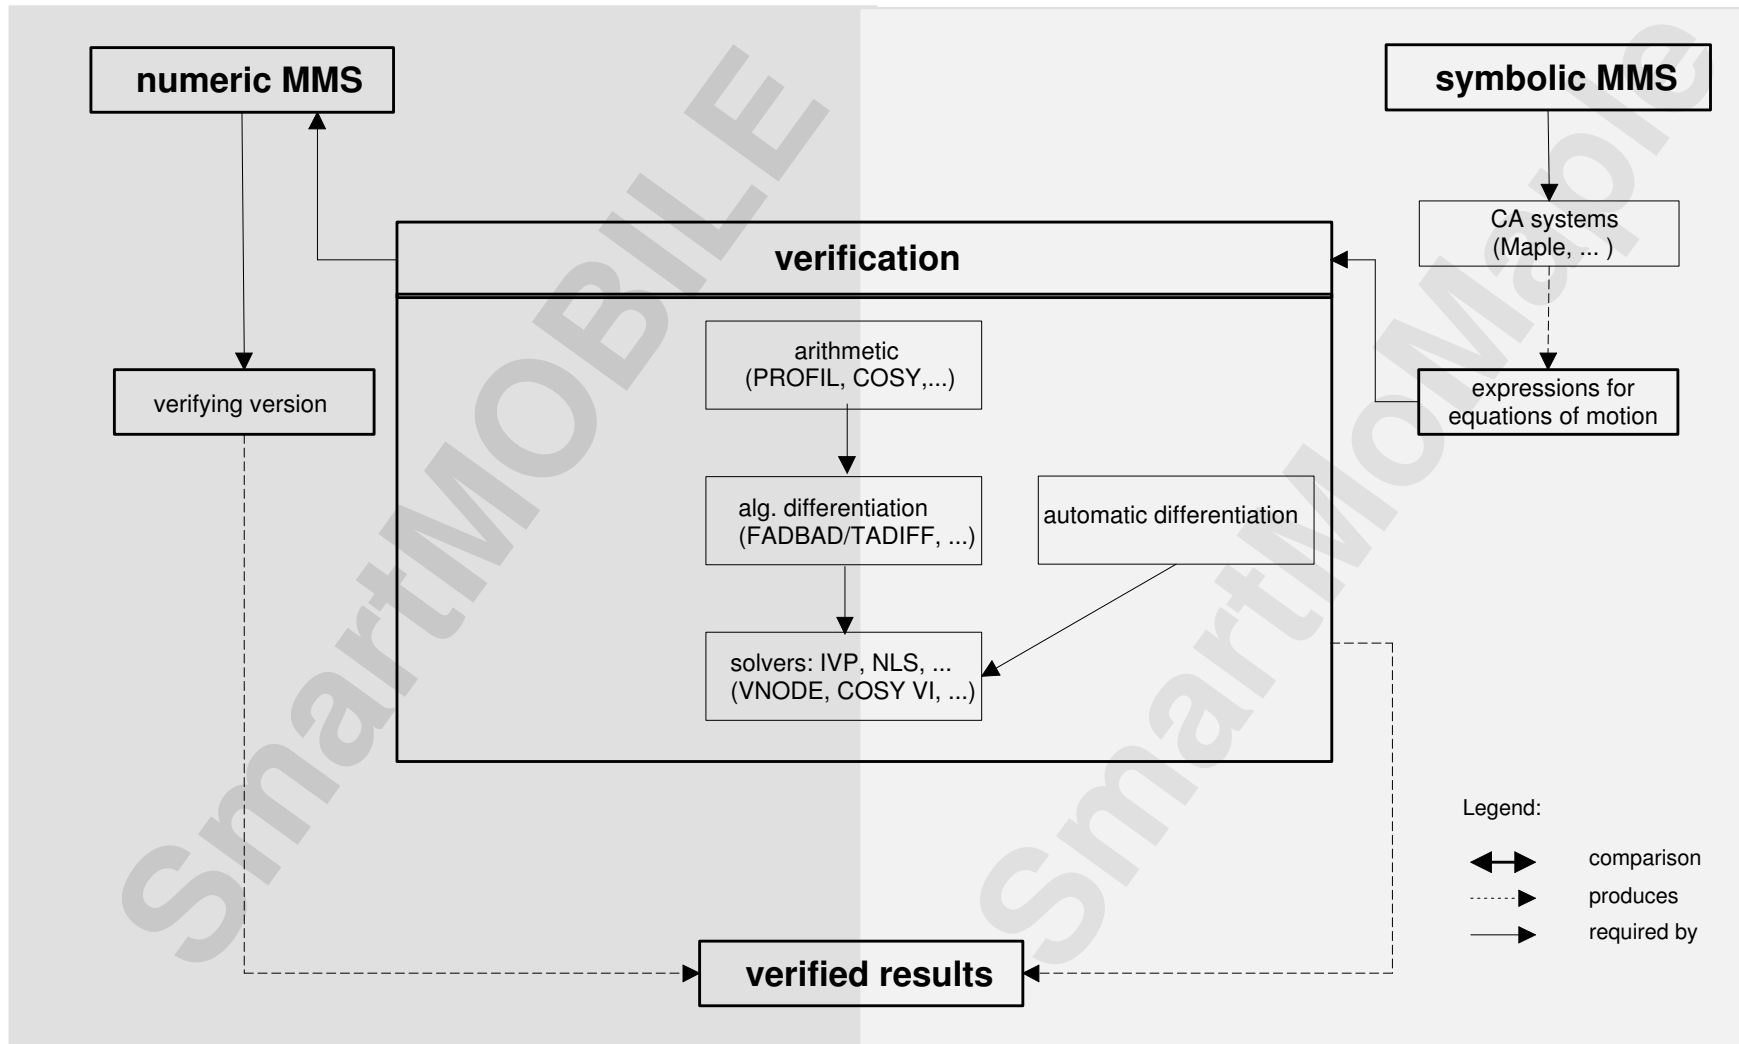 numeric MMS
symbolic MMS
CA systems
(Maple, ... )
verification
arithmetic
(PROFIL, COSY,...)
verifying version
expressions for
equations of motion
alg. differentiation
(FADBAD/TADIFF, ...)
automatic differentiation
solvers: IVP, NLS, ...
(VNODE, COSY VI, ...)
SmartMOBILE
SmartMoMaple
Legend:
comparison
produces
required by
verified results